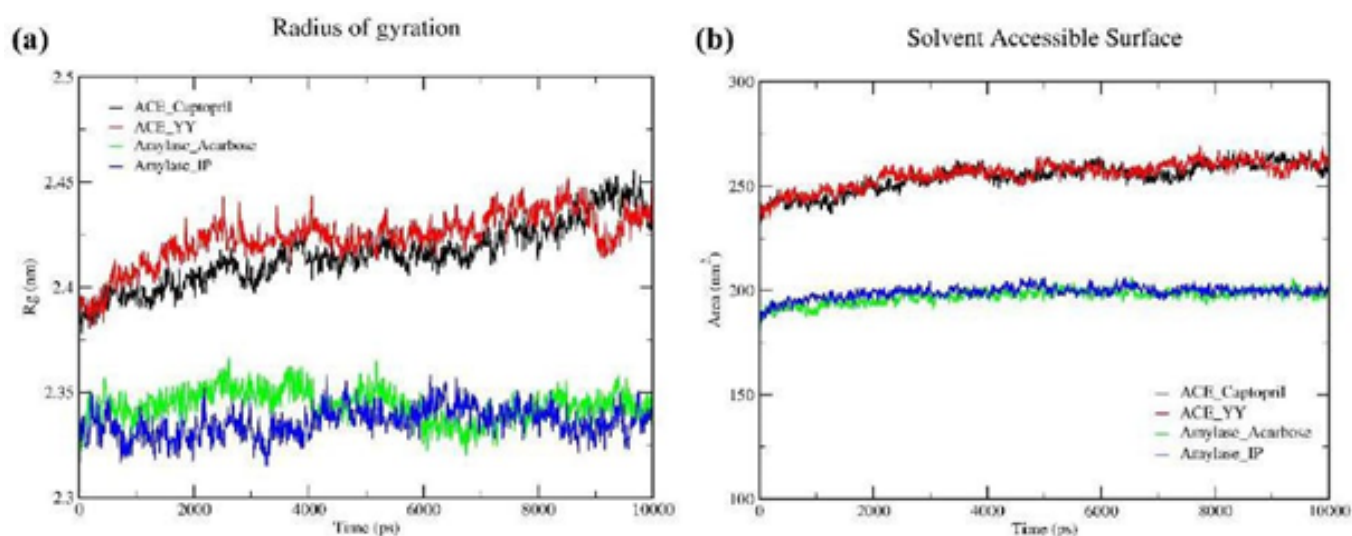 (a)
Radius of gyration
2.5
2.45
2.4
2.35
2.3
Rg (nm)
ACE_Captopril
ACE_YY
Amylase_Acarbose
Amylase_IP
0 2000 4000 6000 8000 10000
Time (ps)
(b)
Solvent Accessible Surface
300
250
200
150
100
Area (nm²)
ACE_Captopril
ACE_YY
Amylase_Acarbose
Amylase_IP
0 2000 4000 6000 8000 10000
Time (ps)